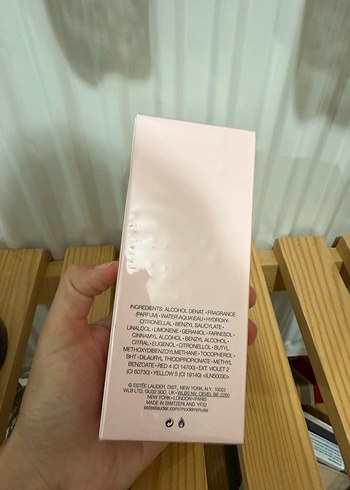 INGREDIENTS: ALCOHOL DENAT. • FRAGRANCE
(PARFUM) • WATER\AQUA\EAU • HYDROXY-
CITRONELLAL • BENZYL SALICYLATE •
LINALOOL • LIMONENE • GERANIOL • FARNESOL •
CINNAMYL ALCOHOL • BENZYL ALCOHOL •
CITRAL • EUGENOL • CITRONELLOL • BUTYL
METHOXYDIBENZOYLMETHANE • TOCOPHEROL •
BHT • DILAURYL THIODIPROPIONATE • METHYL
BENZOATE • RED 4 (CI 14700) • EXT. VIOLET 2
(CI 60730) • YELLOW 5 (CI 19140)
© ESTĒE LAUDER, DIST., NEW YORK, N.Y. 10022
NEW YORK • LONDON • PARIS
MADE IN SWITZERLAND
esteelauder.com/modernmuse